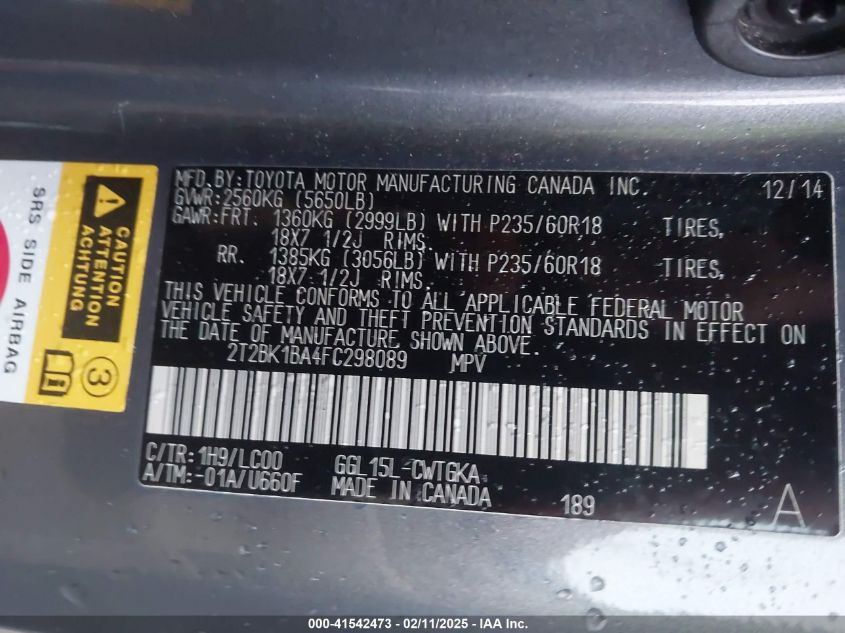 MFD.BY:TOYOTA MOTOR MANUFACTURING CANADA INC. 12/14
GVWR:2560KG (5650LB)
GAWR:FRT. 1360KG (2999LB) WITH P235/60R18 TIRES,
18X7 1/2J RIMS.
RR. 1385KG (3056LB) WITH P235/60R18 TIRES,
18X7 1/2J RIMS.
THIS VEHICLE CONFORMS TO ALL APPLICABLE FEDERAL MOTOR
VEHICLE SAFETY AND THEFT PREVENTION STANDARDS IN EFFECT ON
THE DATE OF MANUFACTURE SHOWN ABOVE.
2T2BK1BA4FC298089 MPV
C/TR: 1H9/LC00 GGL15L-CWTGKA
A/TM: -01A/U660F MADE IN CANADA 189 A
SRS SIDE AIRBAG
CAUTION
ATTENTION
ACHTUNG
3
000-41542473 - 02/11/2025 - IAA Inc.